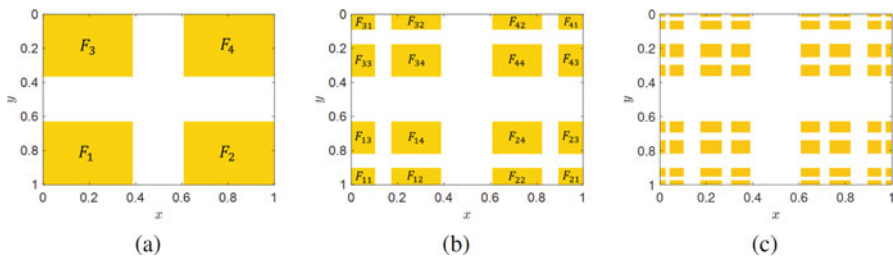 0
0.2
0.4
0.6
0.8
1
y
F₃ F₄
F₁ F₂
0 0.2 0.4 0.6 0.8 1
x
(a)
0
0.2
0.4
0.6
0.8
1
y
F₃₁ F₃₂ F₄₂ F₄₁
F₃₃ F₃₄ F₄₄ F₄₃
F₁₃ F₁₄ F₂₄ F₂₃
F₁₁ F₁₂ F₂₂ F₂₁
0 0.2 0.4 0.6 0.8 1
x
(b)
0
0.2
0.4
0.6
0.8
1
y
0 0.2 0.4 0.6 0.8 1
x
(c)